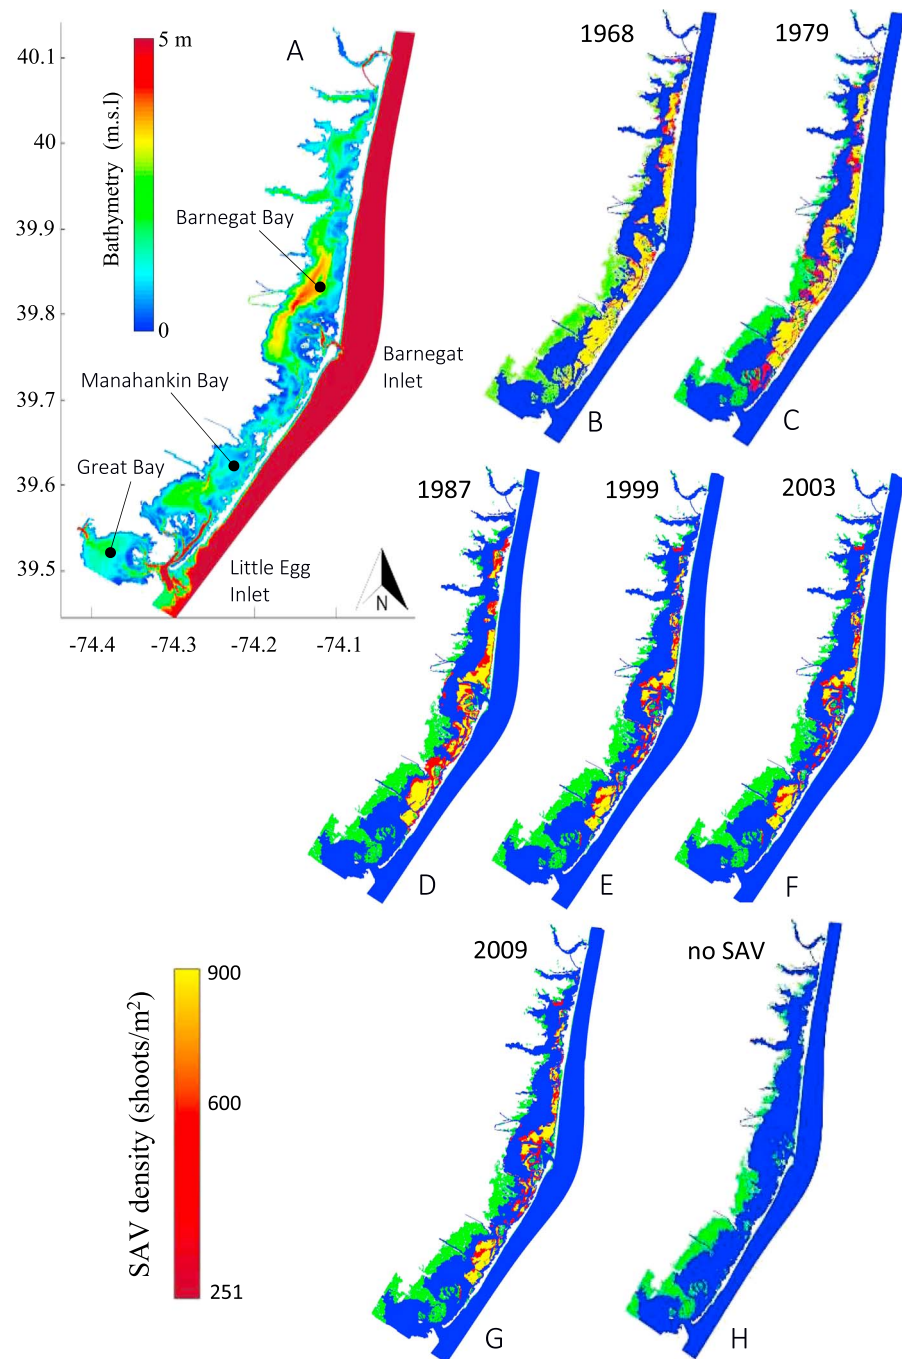 A
1968
1979
5 m
40.1
Bathymetry (m.s.l)
40
Barnegat Bay
39.9
39.8
0
Barnegat
Inlet
Manahankin Bay
39.7
B
C
Great Bay
39.6
1987
1999
2003
39.5
Little Egg
Inlet
N
-74.4
-74.3
-74.2
-74.1
D
E
F
2009
no SAV
SAV density (shoots/m²)
900
600
251
G
H